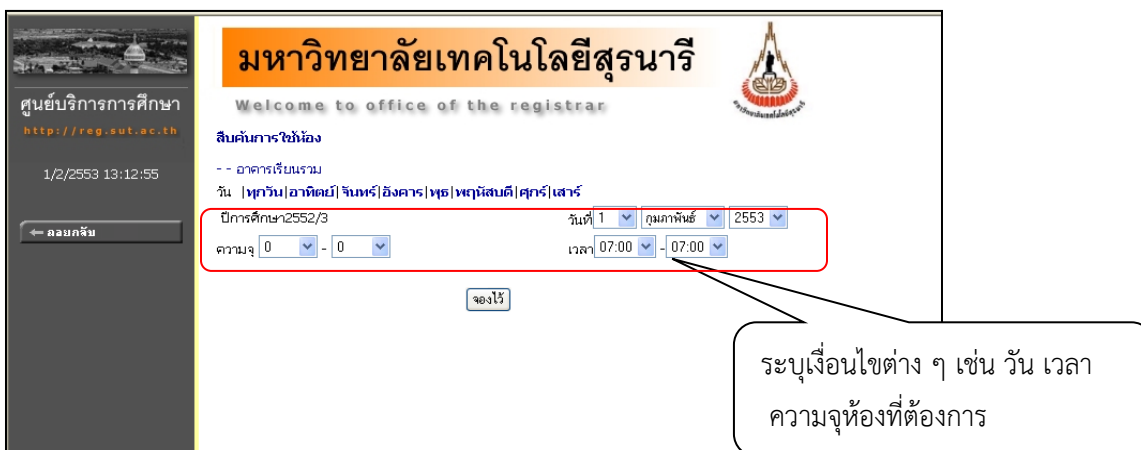 มหาวิทยาลัยเทคโนโลยีสุรนารี
Welcome to office of the registrar
ศูนย์บริการการศึกษา
http://reg.sut.ac.th
1/2/2553 13:12:55
← ถอยกลับ
สืบค้นการใช้ห้อง
-- อาคารเรียนรวม
วัน |ทุกวัน|อาทิตย์|จันทร์|อังคาร|พุธ|พฤหัสบดี|ศุกร์|เสาร์
ปีการศึกษา2552/3 วันที่ 1 กุมภาพันธ์ 2553
ความจุ 0 - 0 เวลา 07:00 - 07:00
จองไว้
ระบุเงื่อนไขต่าง ๆ เช่น วัน เวลา
ความจุห้องที่ต้องการ